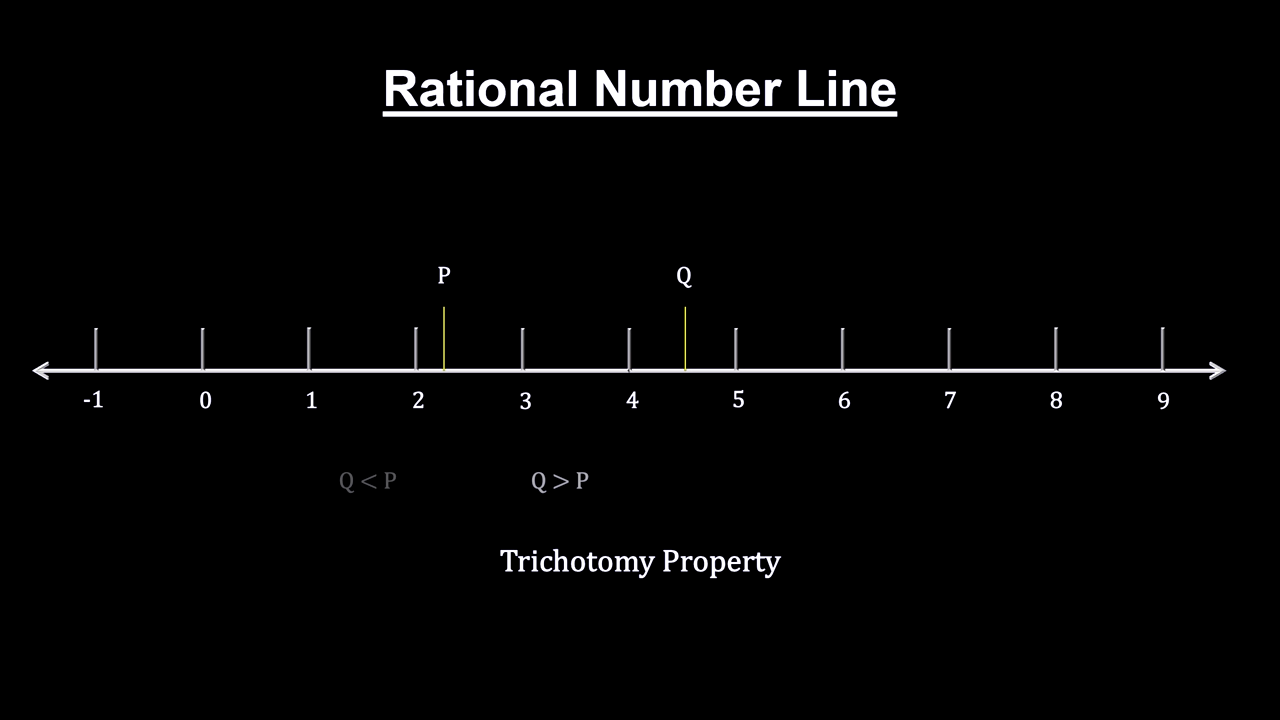 Rational Number Line
P Q
-1 0 1 2 3 4 5 6 7 8 9
Q < P Q > P
Trichotomy Property